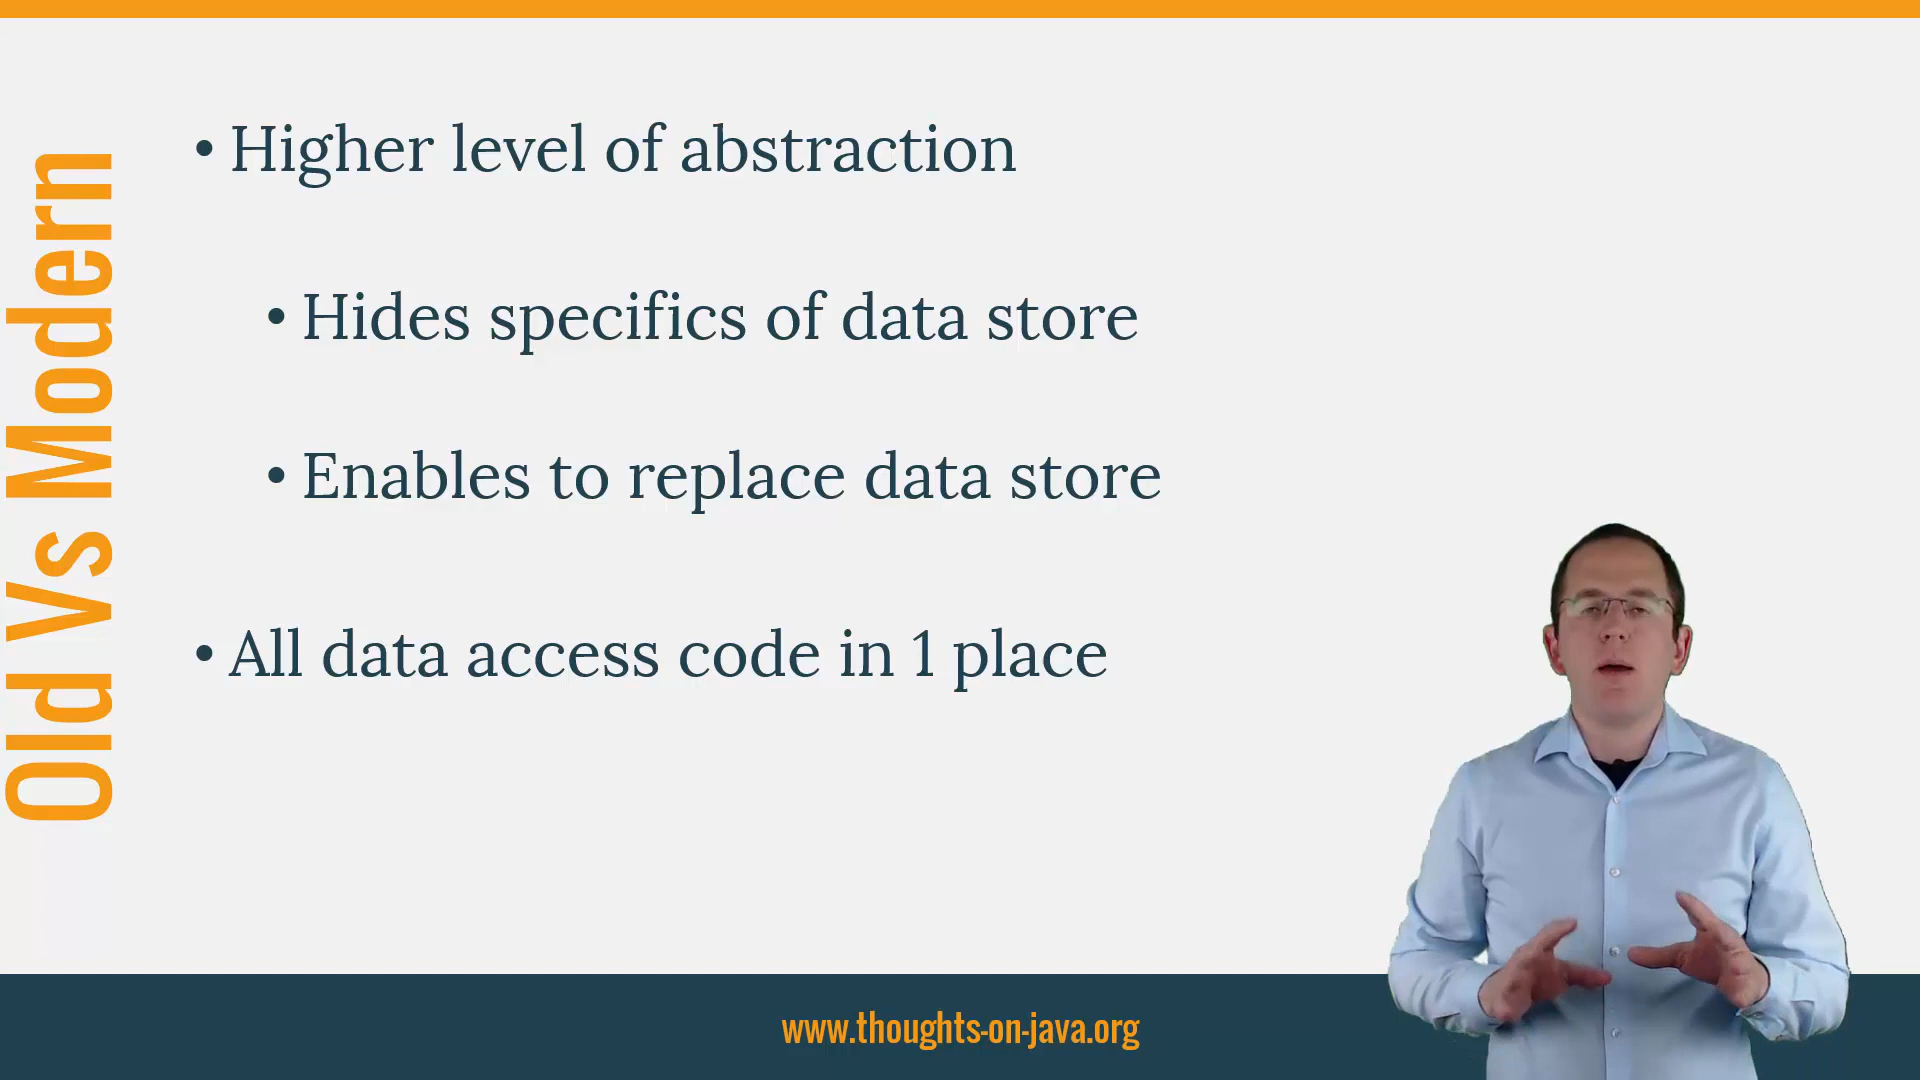 Old Vs Modern
• Higher level of abstraction
• Hides specifics of data store
• Enables to replace data store
• All data access code in 1 place
www.thoughts-on-java.org